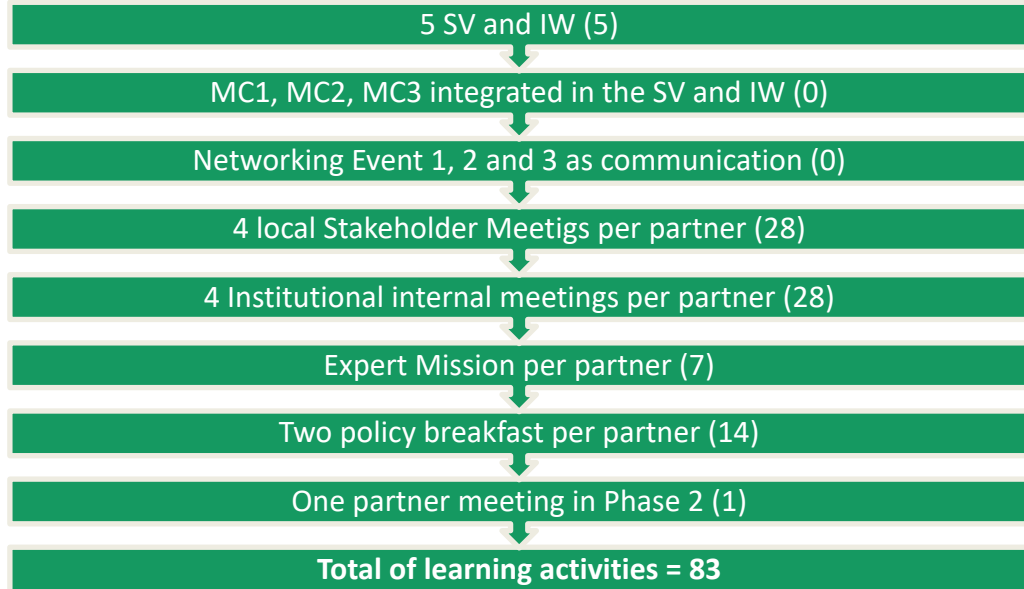 5 SV and IW (5)
MC1, MC2, MC3 integrated in the SV and IW (0)
Networking Event 1, 2 and 3 as communication (0)
4 local Stakeholder Meetigs per partner (28)
4 Institutional internal meetings per partner (28)
Expert Mission per partner (7)
Two policy breakfast per partner (14)
One partner meeting in Phase 2 (1)
Total of learning activities = 83